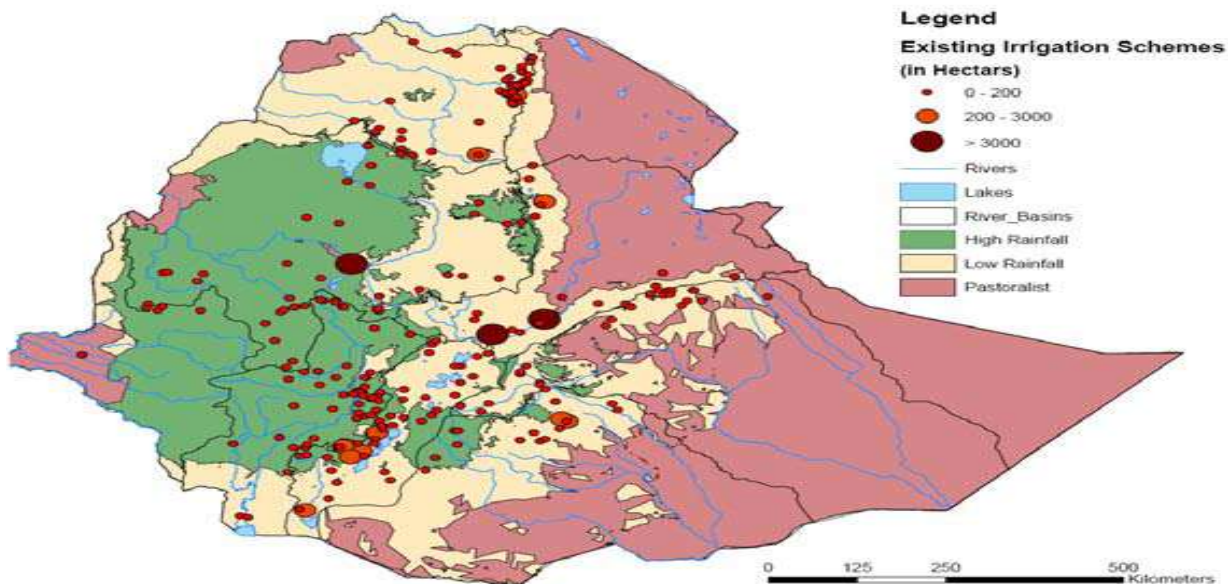 Legend
Existing Irrigation Schemes
(in Hectars)
0 - 200
200 - 3000
> 3000
Rivers
Lakes
River_Basins
High Rainfall
Low Rainfall
Pastoralist
0 125 250 500
Kilometers